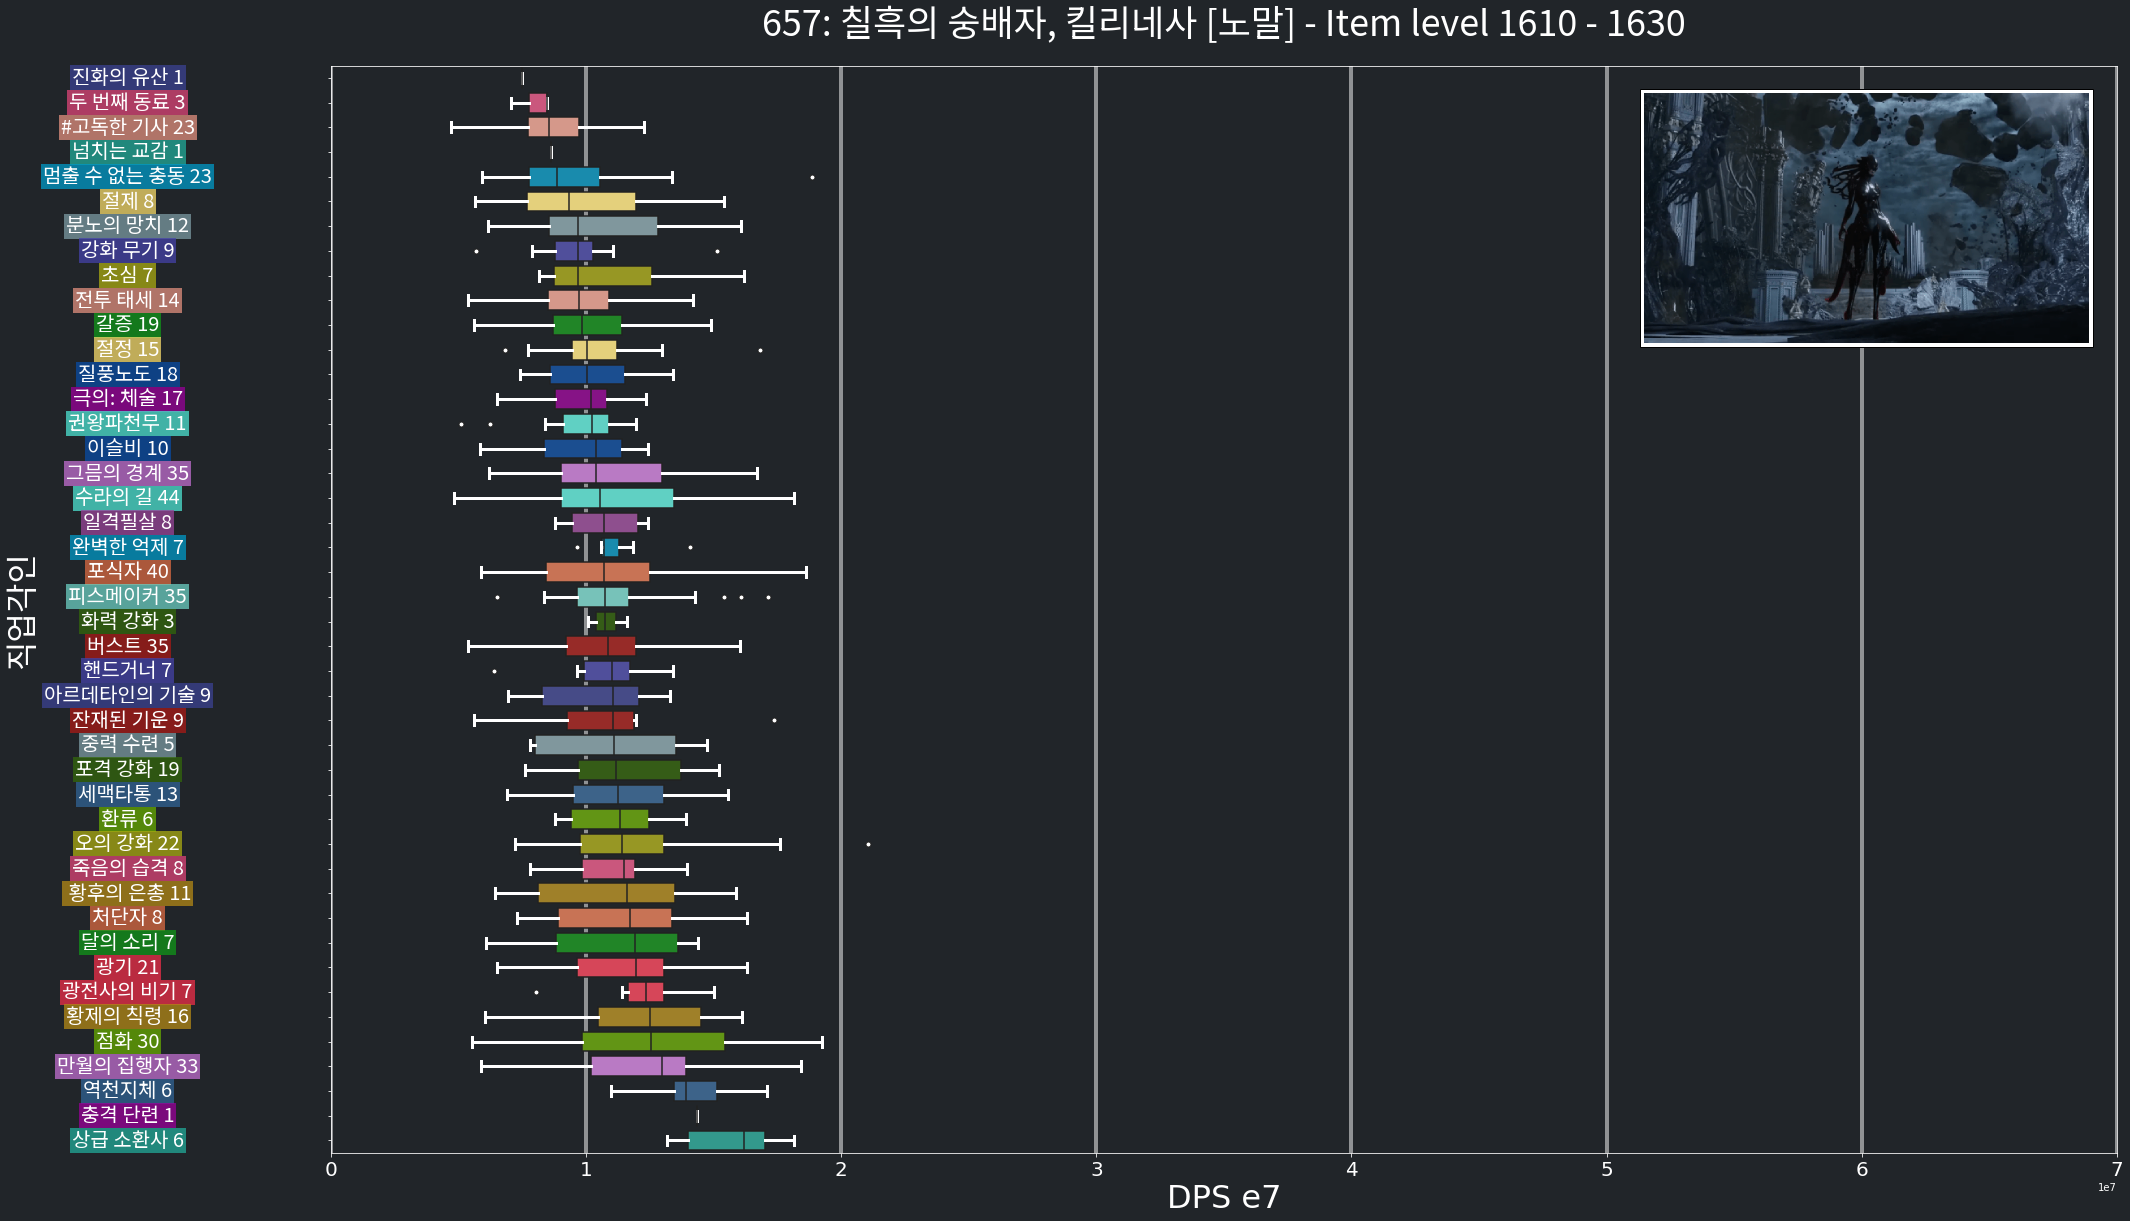 657: 칠흑의 숭배자, 킬리네사 [노말] - Item level 1610 - 1630
진화의 유산 1
두 번째 동료 3
#고독한 기사 23
넘치는 교감 1
멈출 수 없는 충동 23
절제 8
분노의 망치 12
강화 무기 9
초심 7
전투 태세 14
갈증 19
절정 15
질풍노도 18
극의: 체술 17
권왕파천무 11
이슬비 10
그믐의 경계 35
수라의 길 44
일격필살 8
완벽한 억제 7
포식자 40
피스메이커 35
화력 강화 3
버스트 35
핸드거너 7
아르데타인의 기술 9
잔재된 기운 9
중력 수련 5
포격 강화 19
세맥타통 13
환류 6
오의 강화 22
죽음의 습격 8
황후의 은총 11
처단자 8
달의 소리 7
광기 21
광전사의 비기 7
황제의 칙령 16
점화 30
만월의 집행자 33
역천지체 6
충격 단련 1
상급 소환사 6
직업각인
0 1 2 3 4 5 6 7
1e7
DPS e7